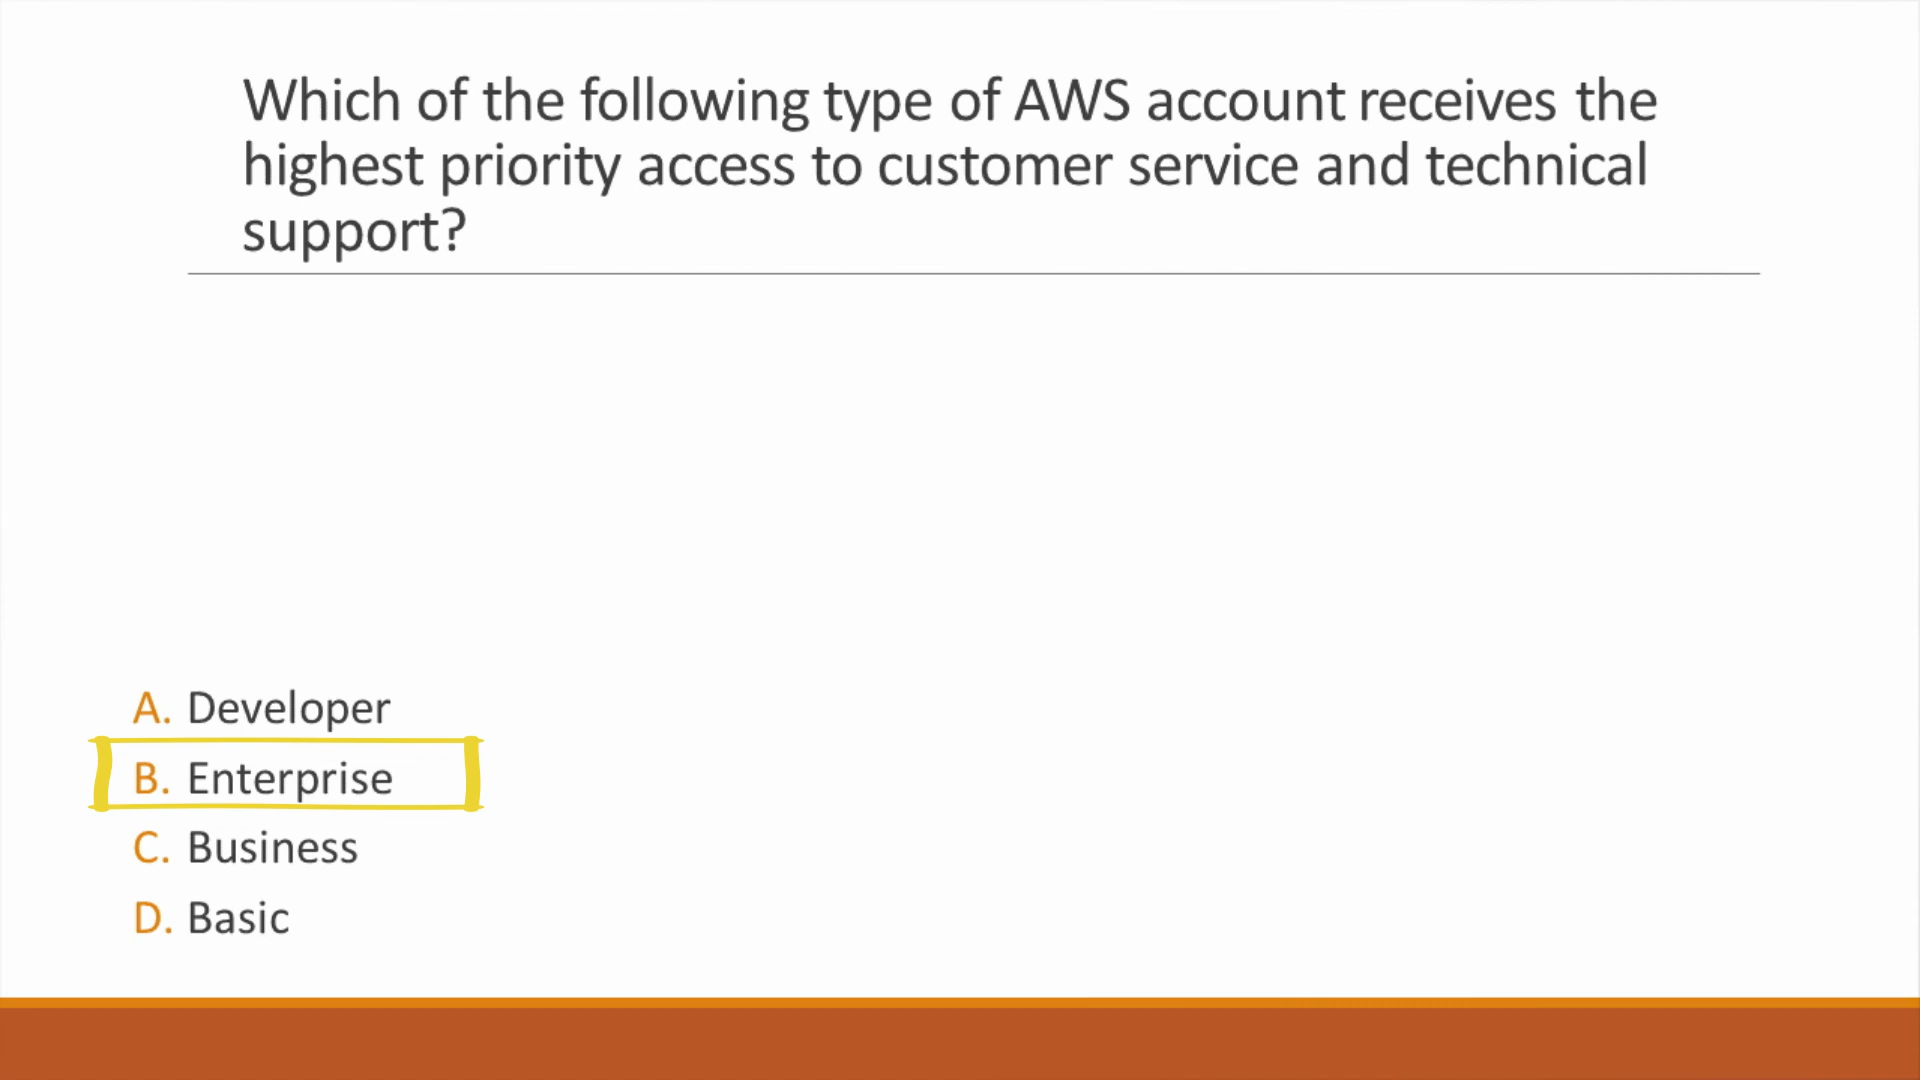 Which of the following type of AWS account receives the
highest priority access to customer service and technical
support?
A. Developer
B. Enterprise
C. Business
D. Basic